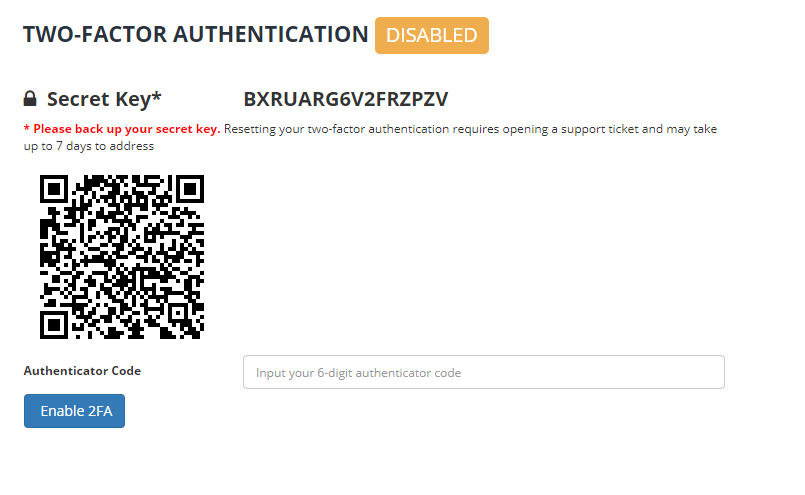 TWO-FACTOR AUTHENTICATION DISABLED
Secret Key* BXRUARG6V2FRZPZV
* Please back up your secret key. Resetting your two-factor authentication requires opening a support ticket and may take
up to 7 days to address
Authenticator Code Input your 6-digit authenticator code
Enable 2FA